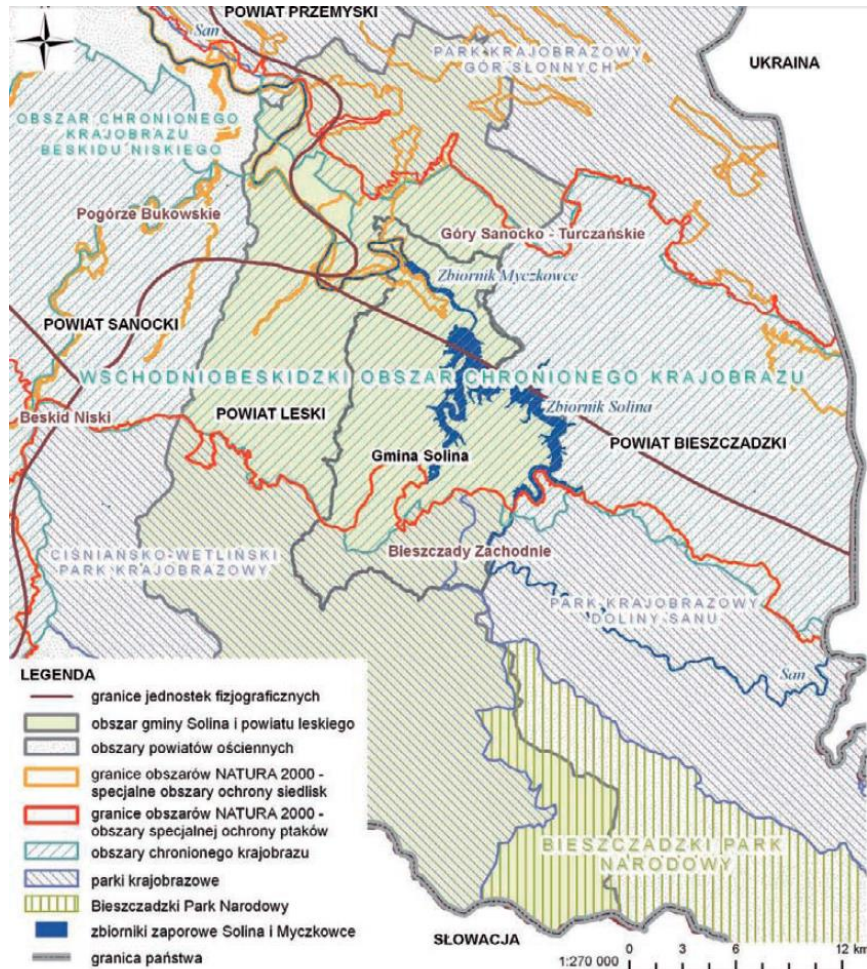 POWIAT PRZEMYSKI
San
PARK KRAJOBRAZOWY
GÓR SŁONNYCH
UKRAINA
OBSZAR CHRONIONEGO
KRAJOBRAZU
BESKIDU NISKIEGO
Pogórze Bukowskie
Góry Sanocko - Turczańskie
Zbiornik Myczkowce
POWIAT SANOCKI
WSCHODNIOBESKIDZKI OBSZAR CHRONIONEGO KRAJOBRAZU
Beskid Niski
POWIAT LESKI
Zbiornik Solina
POWIAT BIESZCZADZKI
Gmina Solina
CIŚNIAŃSKO-WETLIŃSKI
PARK KRAJOBRAZOWY
Bieszczady Zachodnie
PARK KRAJOBRAZOWY
DOLINY SANU
San
LEGENDA
granice jednostek fizjograficznych
obszar gminy Solina i powiatu leskiego
obszary powiatów ościennych
granice obszarów NATURA 2000 -
specjalne obszary ochrony siedlisk
granice obszarów NATURA 2000 -
obszary specjalnej ochrony ptaków
obszary chronionego krajobrazu
parki krajobrazowe
Bieszczadzki Park Narodowy
zbiorniki zaporowe Solina i Myczkowce
granica państwa
BIESZCZADZKI PARK
NARODOWY
SŁOWACJA
1:270 000
0 3 6 12 km